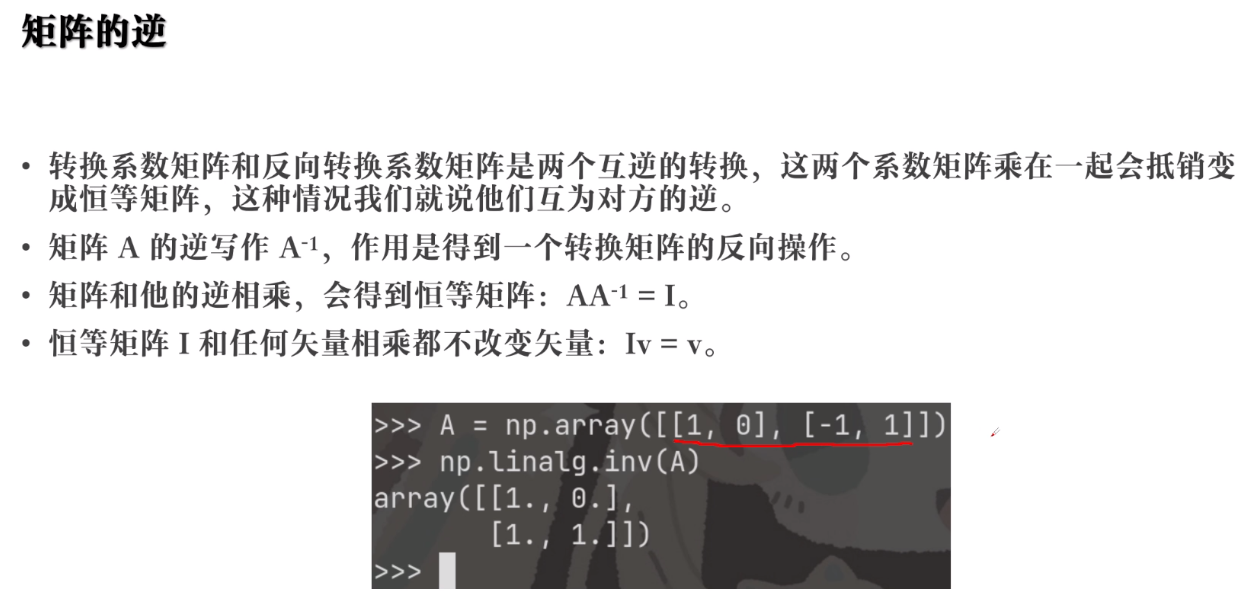 矩阵的逆
• 转换系数矩阵和反向转换系数矩阵是两个互逆的转换，这两个系数矩阵乘在一起会抵销变
成恒等矩阵，这种情况我们就说他们互为对方的逆。
• 矩阵 A 的逆写作 A⁻¹，作用是得到一个转换矩阵的反向操作。
• 矩阵和他的逆相乘，会得到恒等矩阵：AA⁻¹ = I。
• 恒等矩阵 I 和任何矢量相乘都不改变矢量：Iv = v。
>>> A = np.array([[1, 0], [-1, 1]])
>>> np.linalg.inv(A)
array([[1., 0.],
       [1., 1.]])
>>>